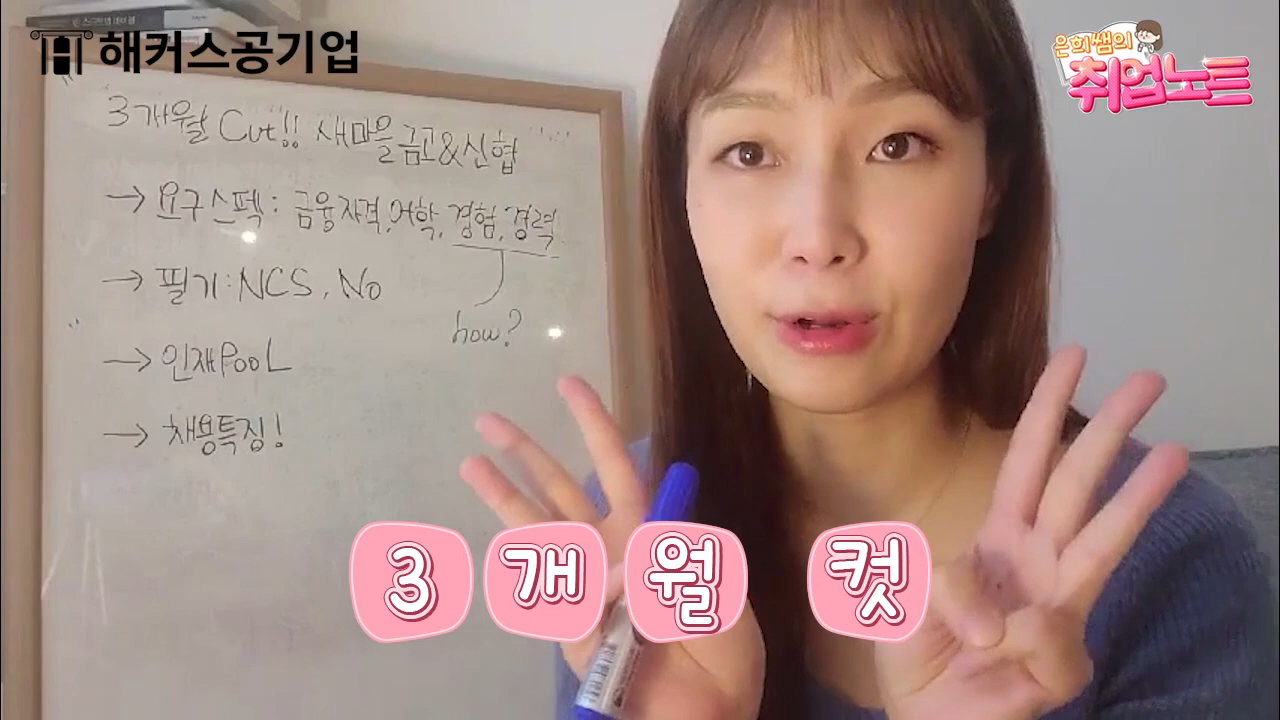 해커스공기업
은희쌤의
취업노트
3개월 Cut!! 새마을금고&신협
→ 요구스펙: 금융자격, 어학, 경험, 경력
how?
→ 필기: NCS, No
→ 인재Pool
→ 채용특징!
3개월 컷